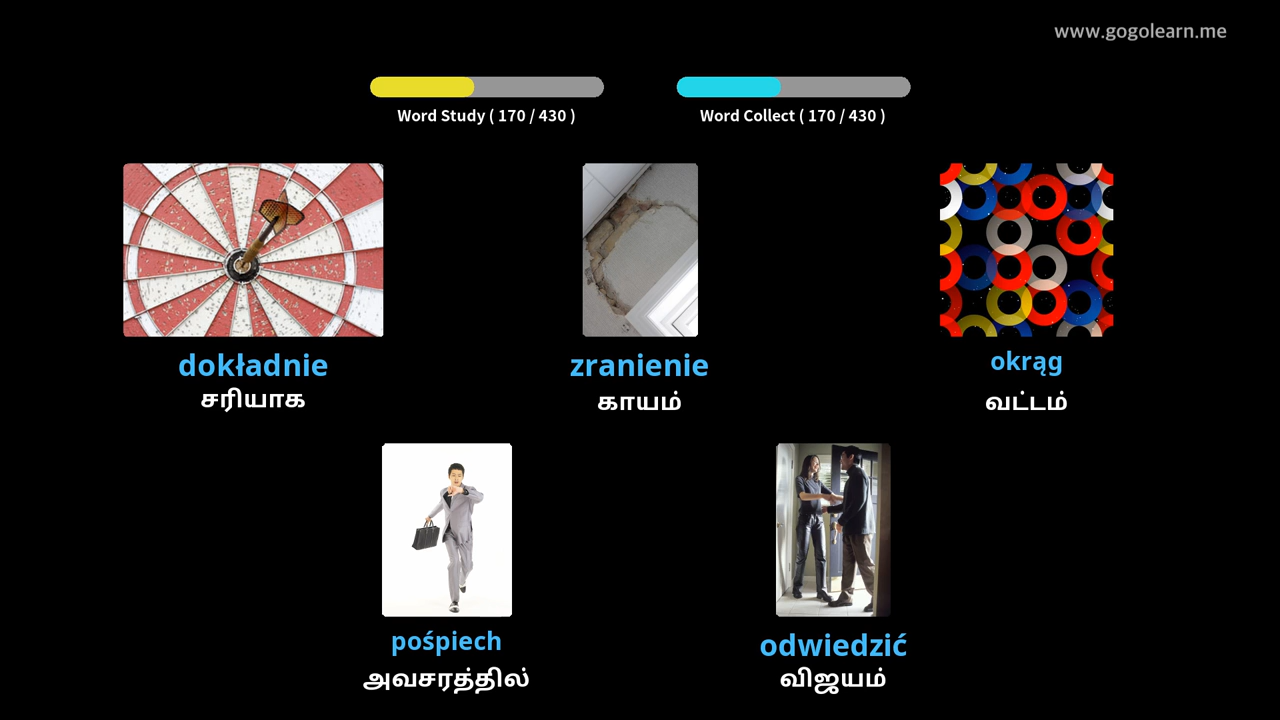 www.gogolearn.me
Word Study ( 170 / 430 )
Word Collect ( 170 / 430 )
dokładnie
சரியாக
zranienie
காயம்
okrąg
வட்டம்
pośpiech
அவசரத்தில்
odwiedzić
விஜயம்